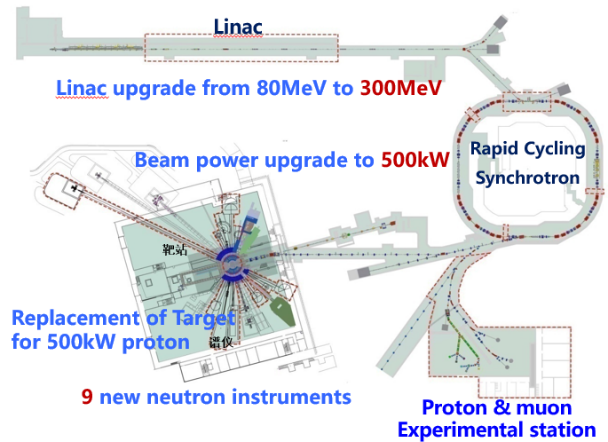 Linac
Linac upgrade from 80MeV to 300MeV
Beam power upgrade to 500kW
Rapid Cycling
Synchrotron
靶站
Replacement of Target
for 500kW proton
谱仪
9 new neutron instruments
Proton & muon
Experimental station